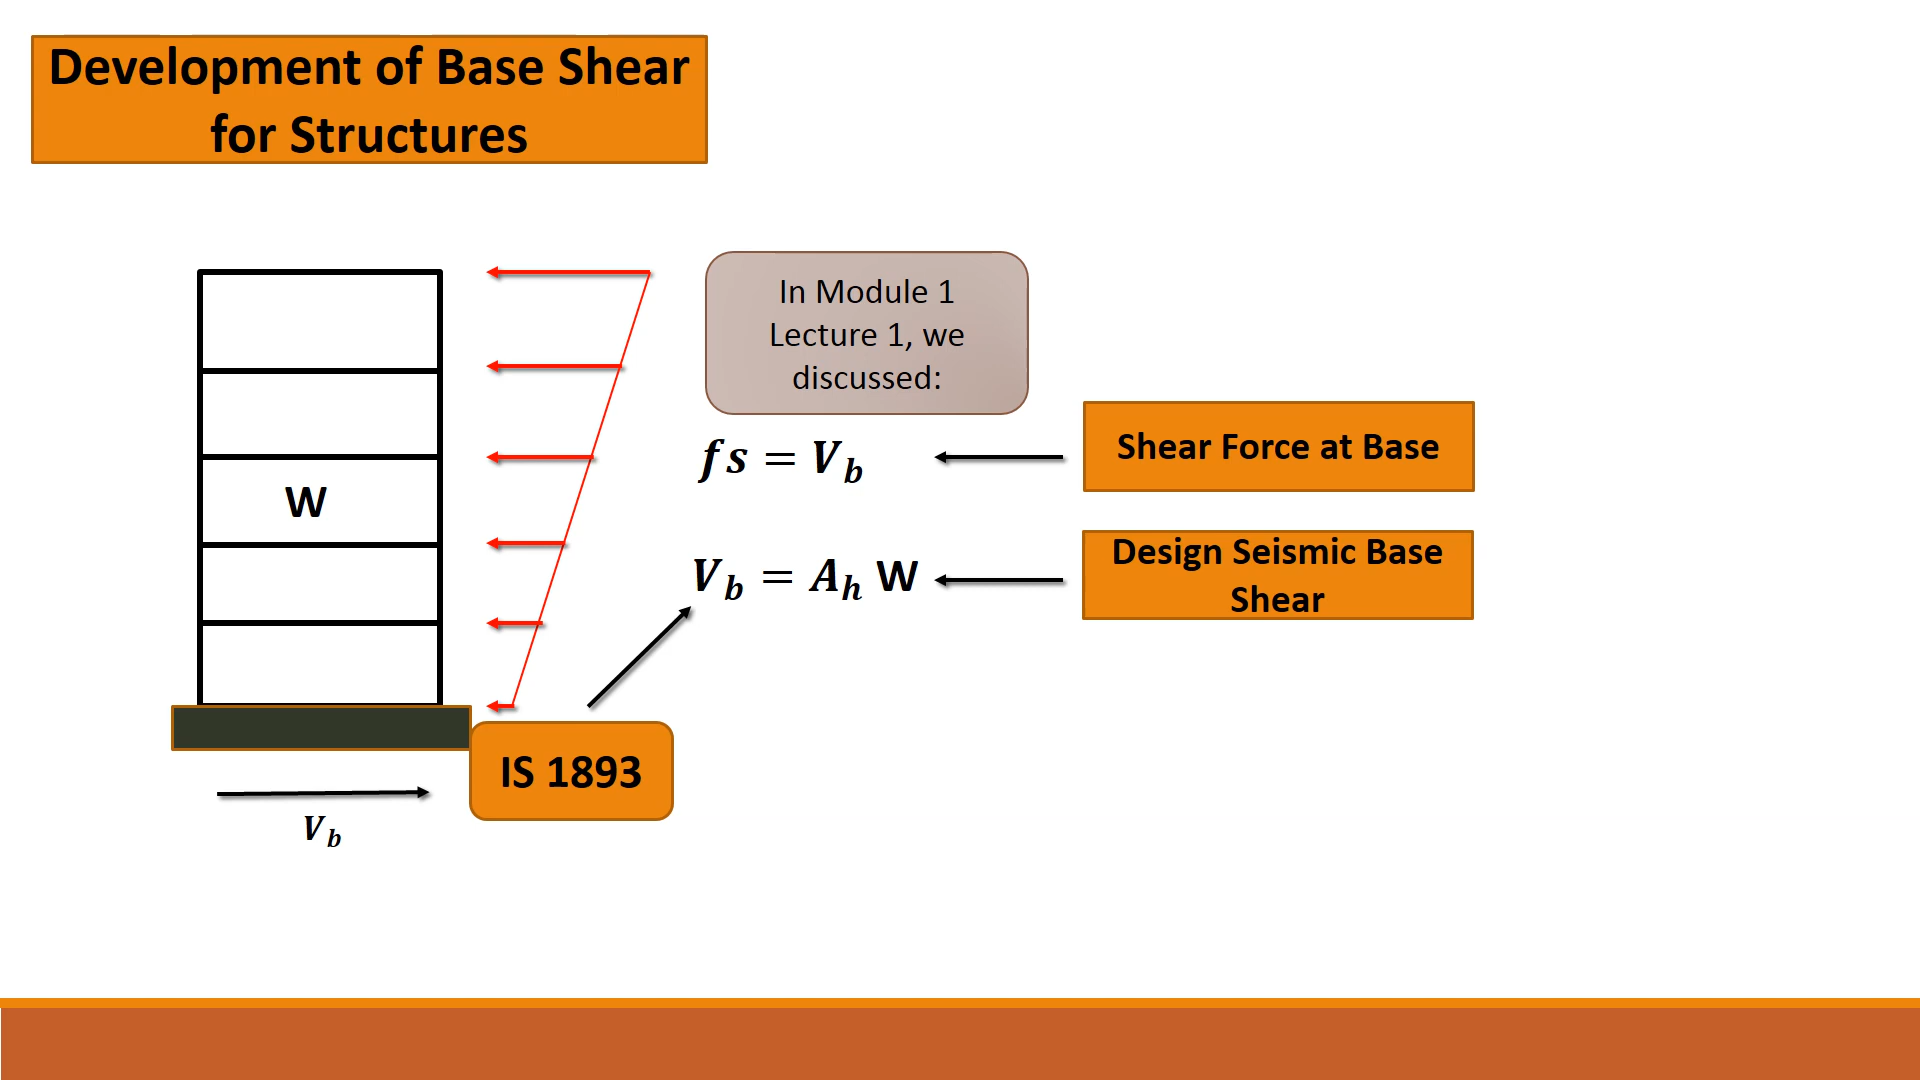 Development of Base Shear
for Structures
In Module 1
Lecture 1, we
discussed:
fs = V_b
Shear Force at Base
W
V_b = A_h W
Design Seismic Base
Shear
IS 1893
V_b